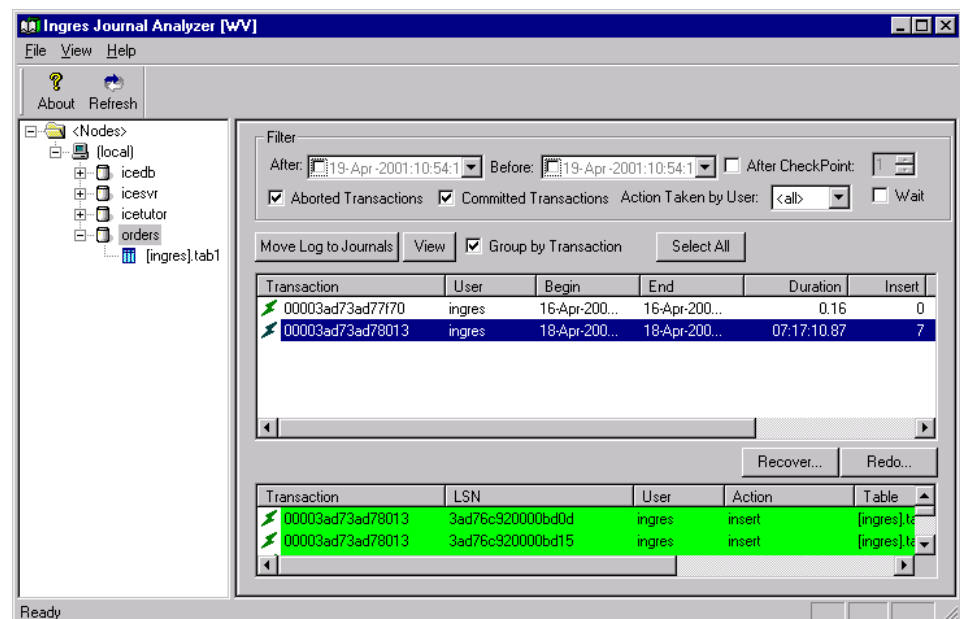 Ingres Journal Analyzer [WV]
File View Help
About Refresh
<Nodes>
(local)
icedb
icesvr
icetutor
orders
[ingres].tab1
Filter
After: 19-Apr-2001:10:54:1 Before: 19-Apr-2001:10:54:1 After CheckPoint: 1
Aborted Transactions Committed Transactions Action Taken by User: <all> Wait
Move Log to Journals View Group by Transaction Select All
Transaction User Begin End Duration Insert
00003ad73ad77f70 ingres 16-Apr-200... 16-Apr-200... 0.16 0
00003ad73ad78013 ingres 18-Apr-200... 18-Apr-200... 07:17:10.87 7
Recover... Redo...
Transaction LSN User Action Table
00003ad73ad78013 3ad76c920000bd0d ingres insert [ingres].ta
00003ad73ad78013 3ad76c920000bd15 ingres insert [ingres].ta
Ready